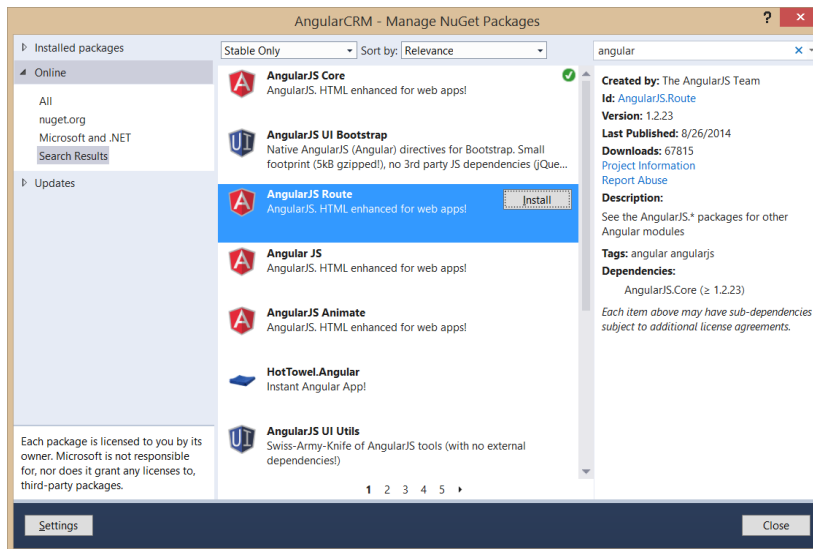 AngularCRM - Manage NuGet Packages
?
Installed packages
Online
All
nuget.org
Microsoft and .NET
Search Results
Updates
Each package is licensed to you by its
owner. Microsoft is not responsible
for, nor does it grant any licenses to,
third-party packages.
Stable Only
Sort by: Relevance
AngularJS Core
AngularJS. HTML enhanced for web apps!
AngularJS UI Bootstrap
Native AngularJS (Angular) directives for Bootstrap. Small
footprint (5kB gzipped!), no 3rd party JS dependencies (jQue...
AngularJS Route
AngularJS. HTML enhanced for web apps!
Install
Angular JS
AngularJS. HTML enhanced for web apps!
AngularJS Animate
AngularJS. HTML enhanced for web apps!
HotTowel.Angular
Instant Angular App!
AngularJS UI Utils
Swiss-Army-Knife of AngularJS tools (with no external
dependencies!)
1 2 3 4 5
angular
Created by: The AngularJS Team
Id: AngularJS.Route
Version: 1.2.23
Last Published: 8/26/2014
Downloads: 67815
Project Information
Report Abuse
Description:
See the AngularJS.* packages for other
Angular modules
Tags: angular angularjs
Dependencies:
AngularJS.Core (≥ 1.2.23)
Each item above may have sub-dependencies
subject to additional license agreements.
Settings
Close